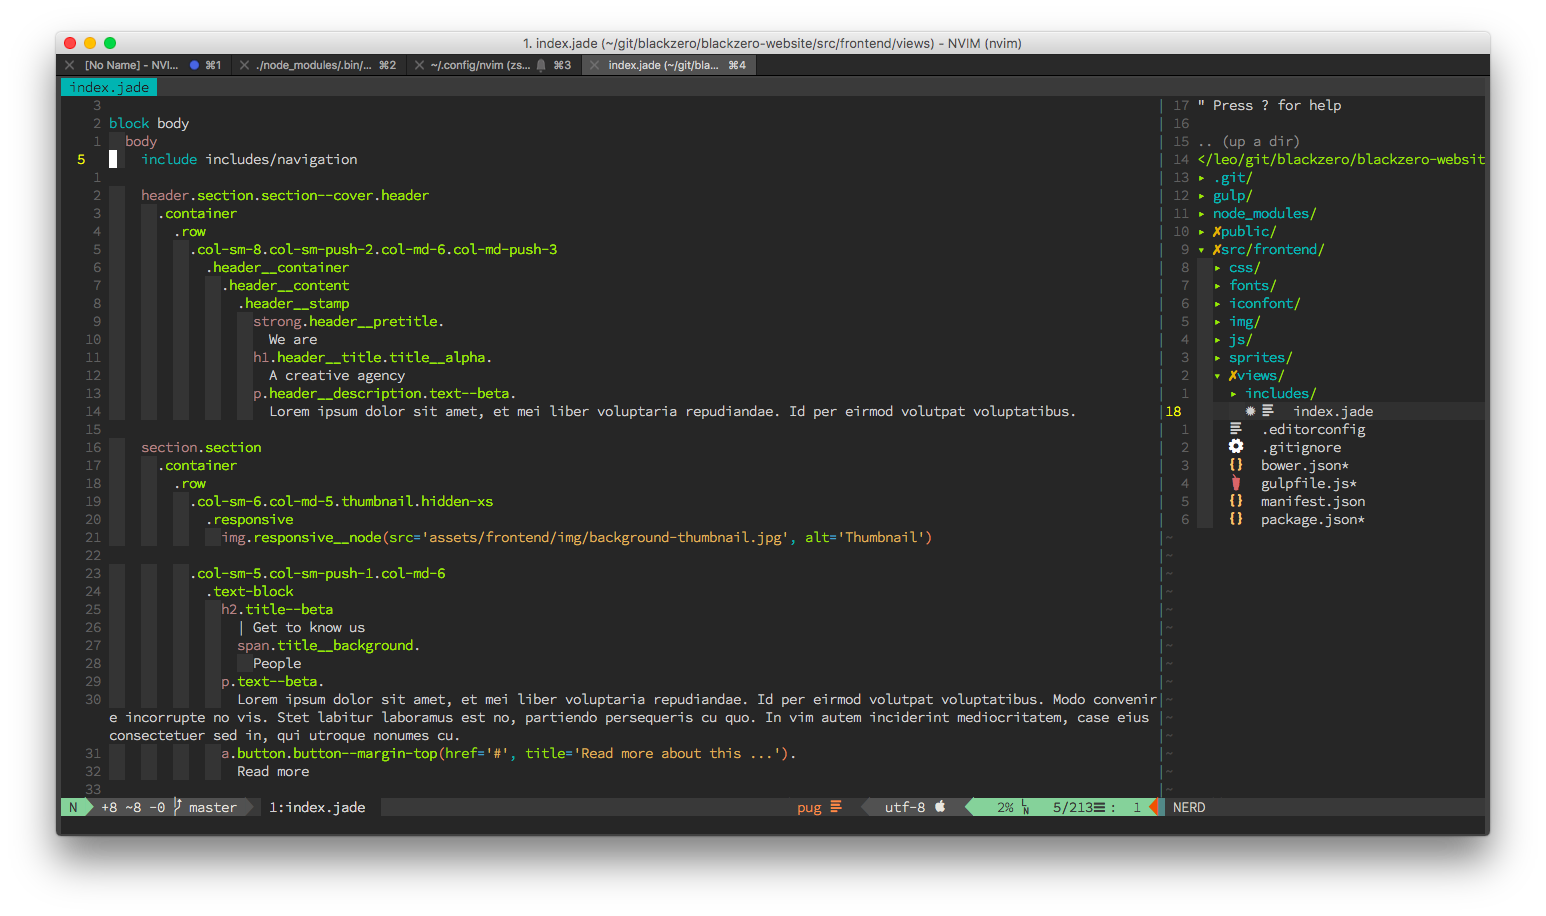 1. index.jade (~/git/blackzero/blackzero-website/src/frontend/views) - NVIM (nvim)
[No Name] - NVI... ⌘1 ./node_modules/.bin/... ⌘2 ~/.config/nvim (zs... ⌘3 index.jade (~/git/bla... ⌘4
index.jade
3
2 block body
1 body
5 include includes/navigation
1
2 header.section.section--cover.header
3 .container
4 .row
5 .col-sm-8.col-sm-push-2.col-md-6.col-md-push-3
6 .header__container
7 .header__content
8 .header__stamp
9 strong.header__pretitle.
10 We are
11 h1.header__title.title__alpha.
12 A creative agency
13 p.header__description.text--beta.
14 Lorem ipsum dolor sit amet, et mei liber voluptaria repudiandae. Id per eirmod volutpat voluptatibus.
15
16 section.section
17 .container
18 .row
19 .col-sm-6.col-md-5.thumbnail.hidden-xs
20 .responsive
21 img.responsive__node(src='assets/frontend/img/background-thumbnail.jpg', alt='Thumbnail')
22
23 .col-sm-5.col-sm-push-1.col-md-6
24 .text-block
25 h2.title--beta
26 | Get to know us
27 span.title__background.
28 People
29 p.text--beta.
30 Lorem ipsum dolor sit amet, et mei liber voluptaria repudiandae. Id per eirmod volutpat voluptatibus. Modo convenir
e incorrupte no vis. Stet labitur laboramus est no, partiendo persequeris cu quo. In vim autem inciderint mediocritatem, case eius
consectetuer sed in, qui utroque nonumes cu.
31 a.button.button--margin-top(href='#', title='Read more about this ...').
32 Read more
33
17 " Press ? for help
16
15 .. (up a dir)
14 </leo/git/blackzero/blackzero-websit
13 ▸ .git/
12 ▸ gulp/
11 ▸ node_modules/
10 ▸ ✗public/
9 ▾ ✗src/frontend/
8 ▸ css/
7 ▸ fonts/
6 ▸ iconfont/
5 ▸ img/
4 ▸ js/
3 ▸ sprites/
2 ▾ ✗views/
1 ▸ includes/
18 index.jade
1 .editorconfig
2 .gitignore
3 {} bower.json*
4 gulpfile.js*
5 {} manifest.json
6 {} package.json*
N +8 ~8 -0 master 1:index.jade pug utf-8 2% LN 5/213☰ : 1 NERD